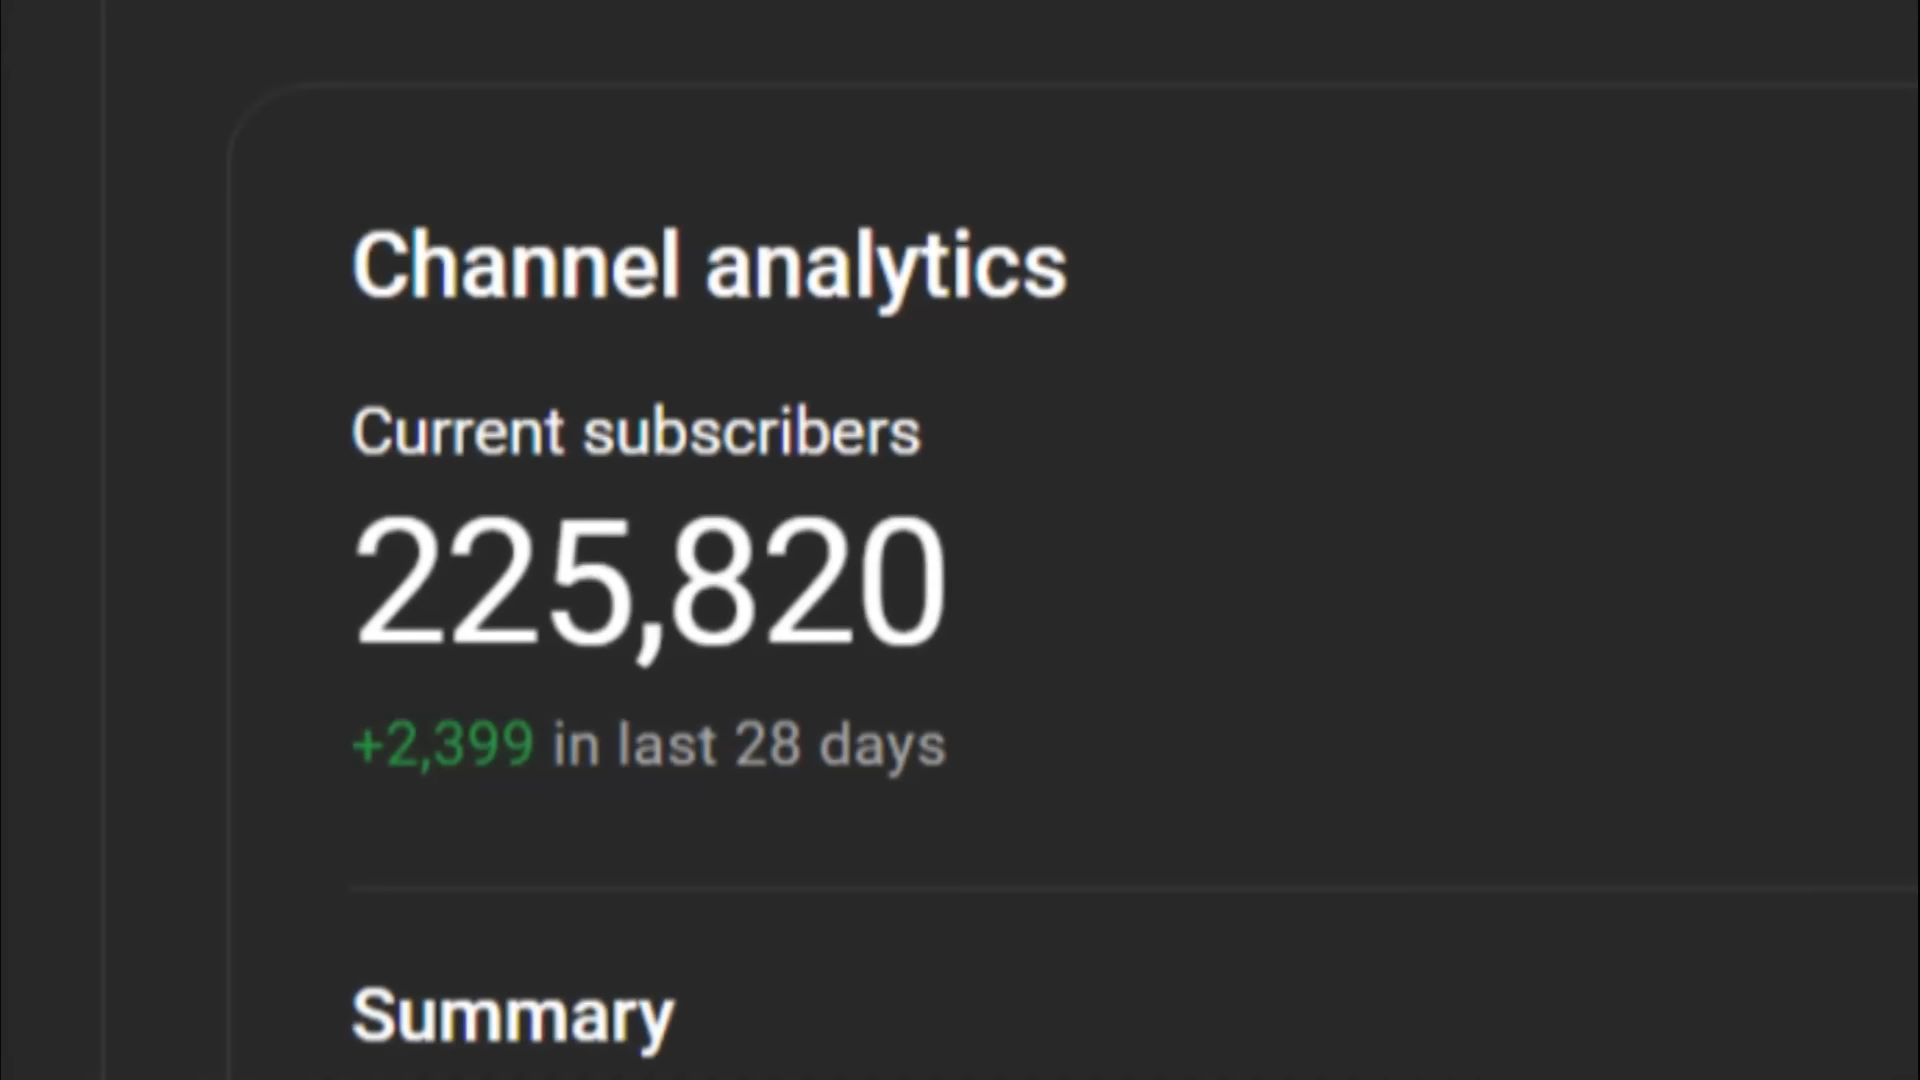 Channel analytics
Current subscribers
225,820
+2,399 in last 28 days
Summary